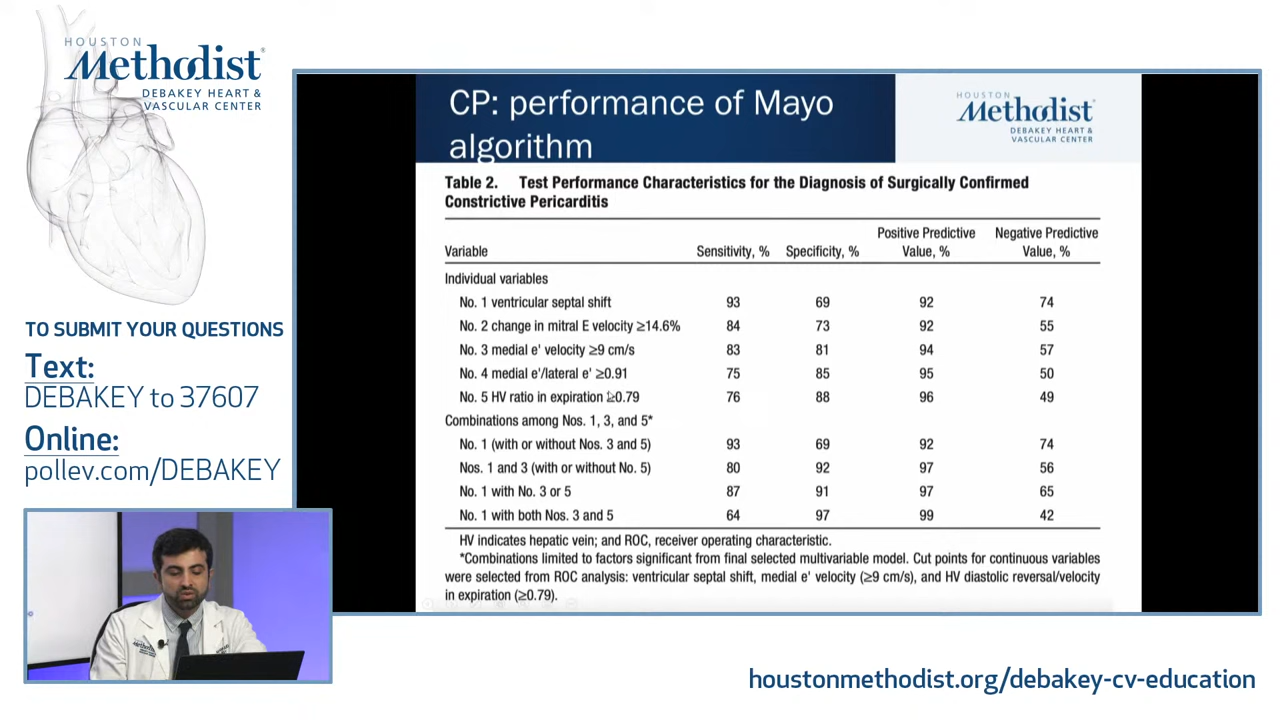 HOUSTON
Methodist®
DEBAKEY HEART &
VASCULAR CENTER
TO SUBMIT YOUR QUESTIONS
Text:
DEBAKEY to 37607
Online:
pollev.com/DEBAKEY
CP: performance of Mayo
algorithm
HOUSTON
Methodist®
DEBAKEY HEART &
VASCULAR CENTER
Table 2. Test Performance Characteristics for the Diagnosis of Surgically Confirmed
Constrictive Pericarditis
Variable Sensitivity, % Specificity, % Positive Predictive Value, % Negative Predictive Value, %
Individual variables
No. 1 ventricular septal shift 93 69 92 74
No. 2 change in mitral E velocity ≥14.6% 84 73 92 55
No. 3 medial e' velocity ≥9 cm/s 83 81 94 57
No. 4 medial e'/lateral e' ≥0.91 75 85 95 50
No. 5 HV ratio in expiration ≥0.79 76 88 96 49
Combinations among Nos. 1, 3, and 5*
No. 1 (with or without Nos. 3 and 5) 93 69 92 74
Nos. 1 and 3 (with or without No. 5) 80 92 97 56
No. 1 with No. 3 or 5 87 91 97 65
No. 1 with both Nos. 3 and 5 64 97 99 42
HV indicates hepatic vein; and ROC, receiver operating characteristic.
*Combinations limited to factors significant from final selected multivariable model. Cut points for continuous variables
were selected from ROC analysis: ventricular septal shift, medial e' velocity (≥9 cm/s), and HV diastolic reversal/velocity
in expiration (≥0.79).
Methodist
houstonmethodist.org/debakey-cv-education